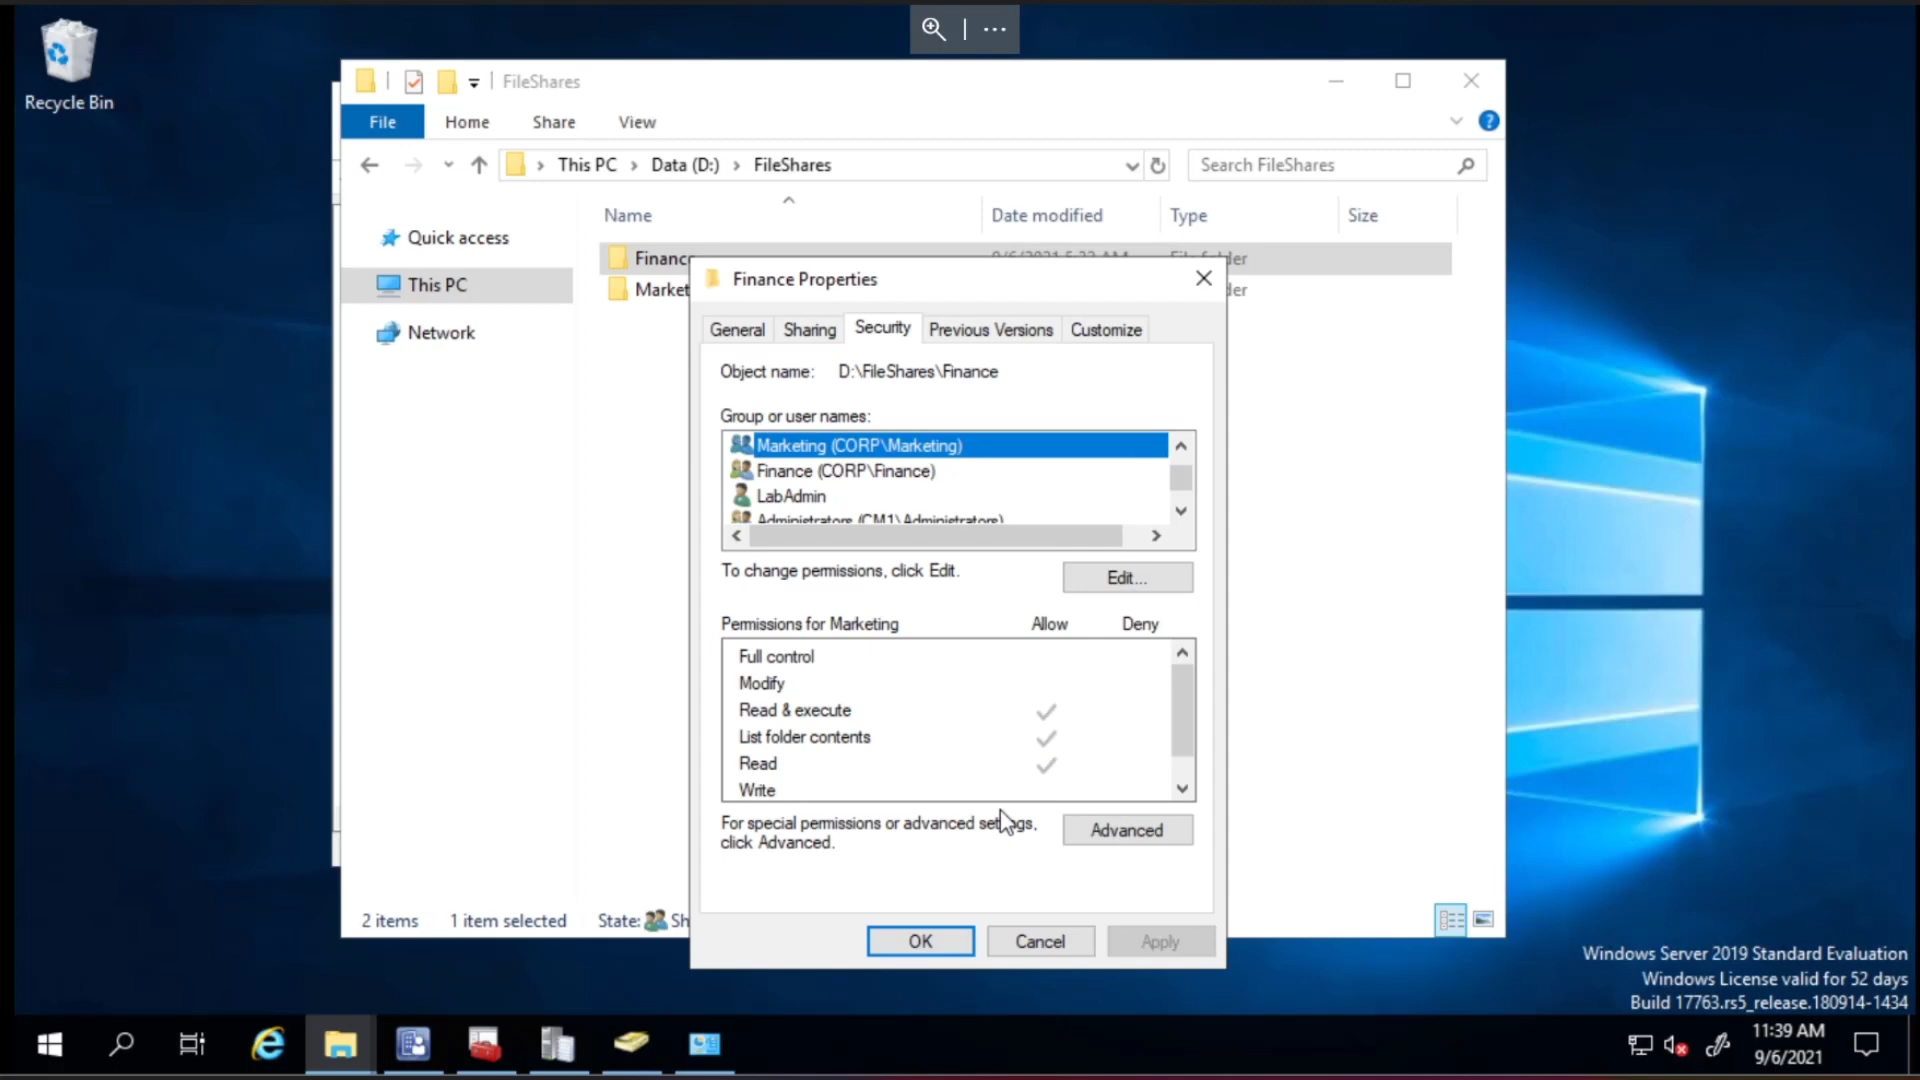 Recycle Bin
FileShares
File Home Share View
This PC Data (D:) FileShares
Search FileShares
Name Date modified Type Size
Quick access
This PC
Network
Finance
Market
Finance Properties
General Sharing Security Previous Versions Customize
Object name: D:\FileShares\Finance
Group or user names:
Marketing (CORP\Marketing)
Finance (CORP\Finance)
LabAdmin
Administrators (CM1\Administrators)
To change permissions, click Edit.
Edit...
Permissions for Marketing Allow Deny
Full control
Modify
Read & execute
List folder contents
Read
Write
For special permissions or advanced settings,
click Advanced.
Advanced
OK Cancel Apply
2 items 1 item selected State: Sh
Windows Server 2019 Standard Evaluation
Windows License valid for 52 days
Build 17763.rs5_release.180914-1434
11:39 AM
9/6/2021